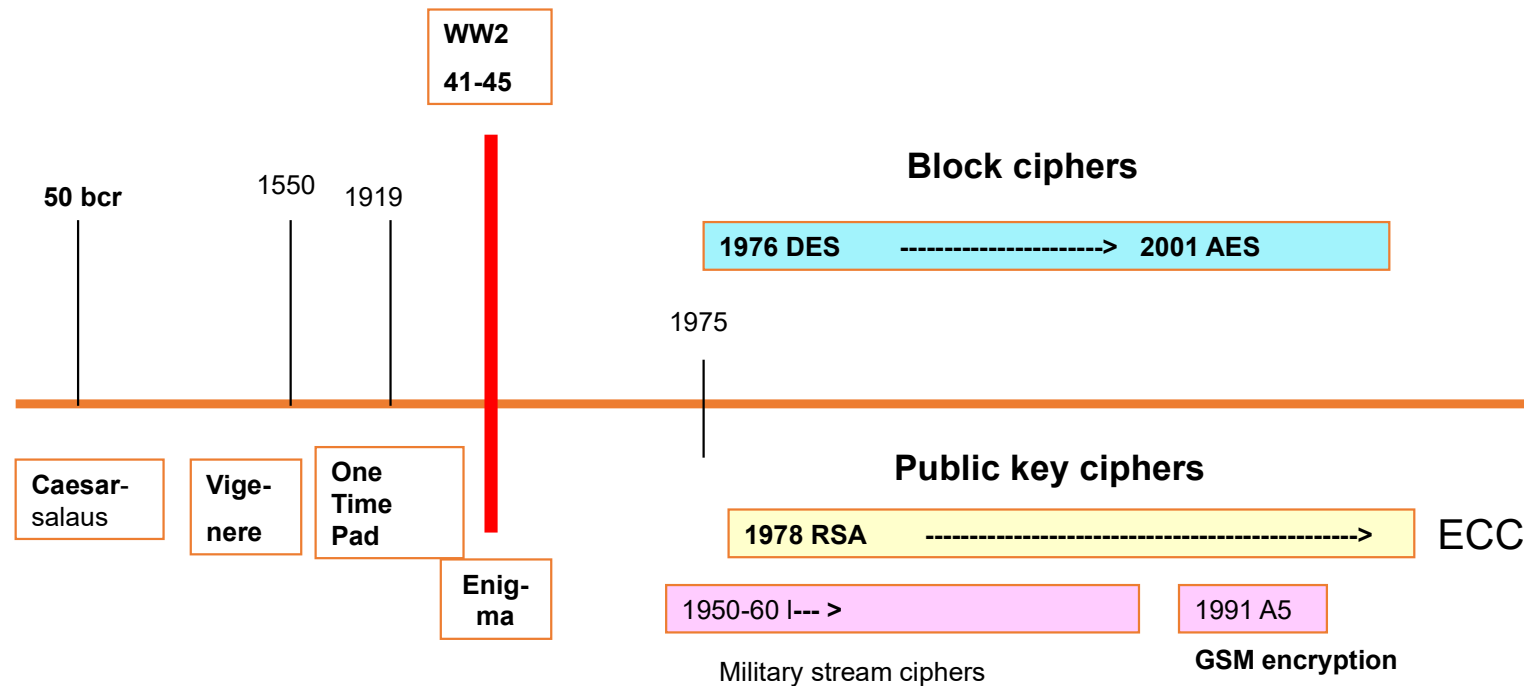 WW2
41-45
50 bcr
1550
1919
Block ciphers
1976 DES -----------------------> 2001 AES
1975
Caesar-
salaus
Vige-
nere
One
Time
Pad
Enig-
ma
Public key ciphers
1978 RSA -------------------------------------------------> ECC
1950-60 I--- >
1991 A5
Military stream ciphers
GSM encryption